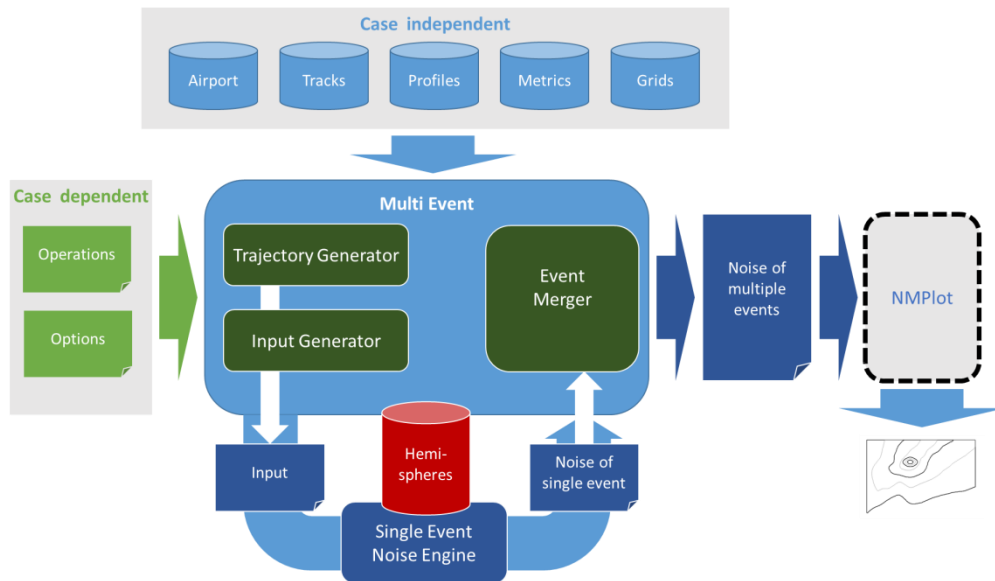 Case independent
Airport
Tracks
Profiles
Metrics
Grids
Case dependent
Operations
Options
Multi Event
Trajectory Generator
Input Generator
Event
Merger
Noise of
multiple
events
NMPlot
Input
Hemi-
spheres
Noise of
single event
Single Event
Noise Engine